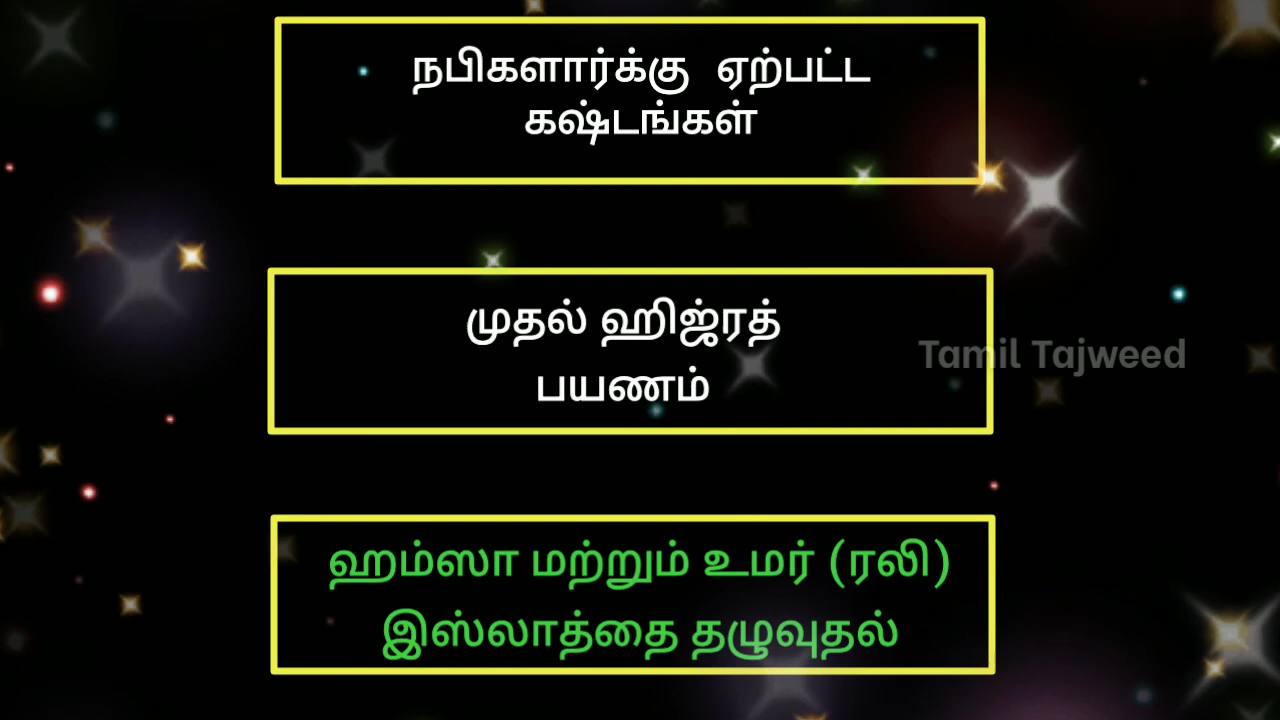 நபிகளார்க்கு ஏற்பட்ட
கஷ்டங்கள்
முதல் ஹிஜ்ரத்
பயணம்
Tamil Tajweed
ஹம்ஸா மற்றும் உமர் (ரலி)
இஸ்லாத்தை தழுவுதல்